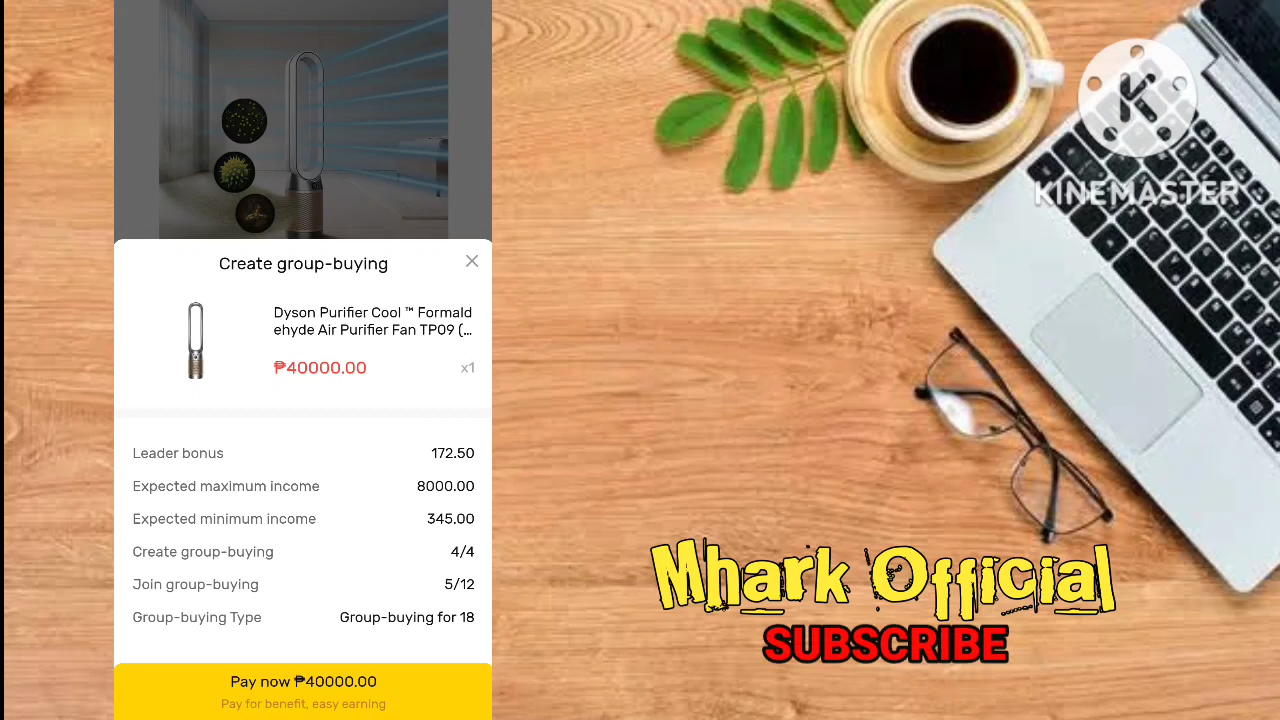 Create group-buying
Dyson Purifier Cool ™ Formald
ehyde Air Purifier Fan TP09 (...
₱40000.00 x1
Leader bonus 172.50
Expected maximum income 8000.00
Expected minimum income 345.00
Create group-buying 4/4
Join group-buying 5/12
Group-buying Type Group-buying for 18
Pay now ₱40000.00
Pay for benefit, easy earning
K
KINEMASTER
Mhark Official
SUBSCRIBE